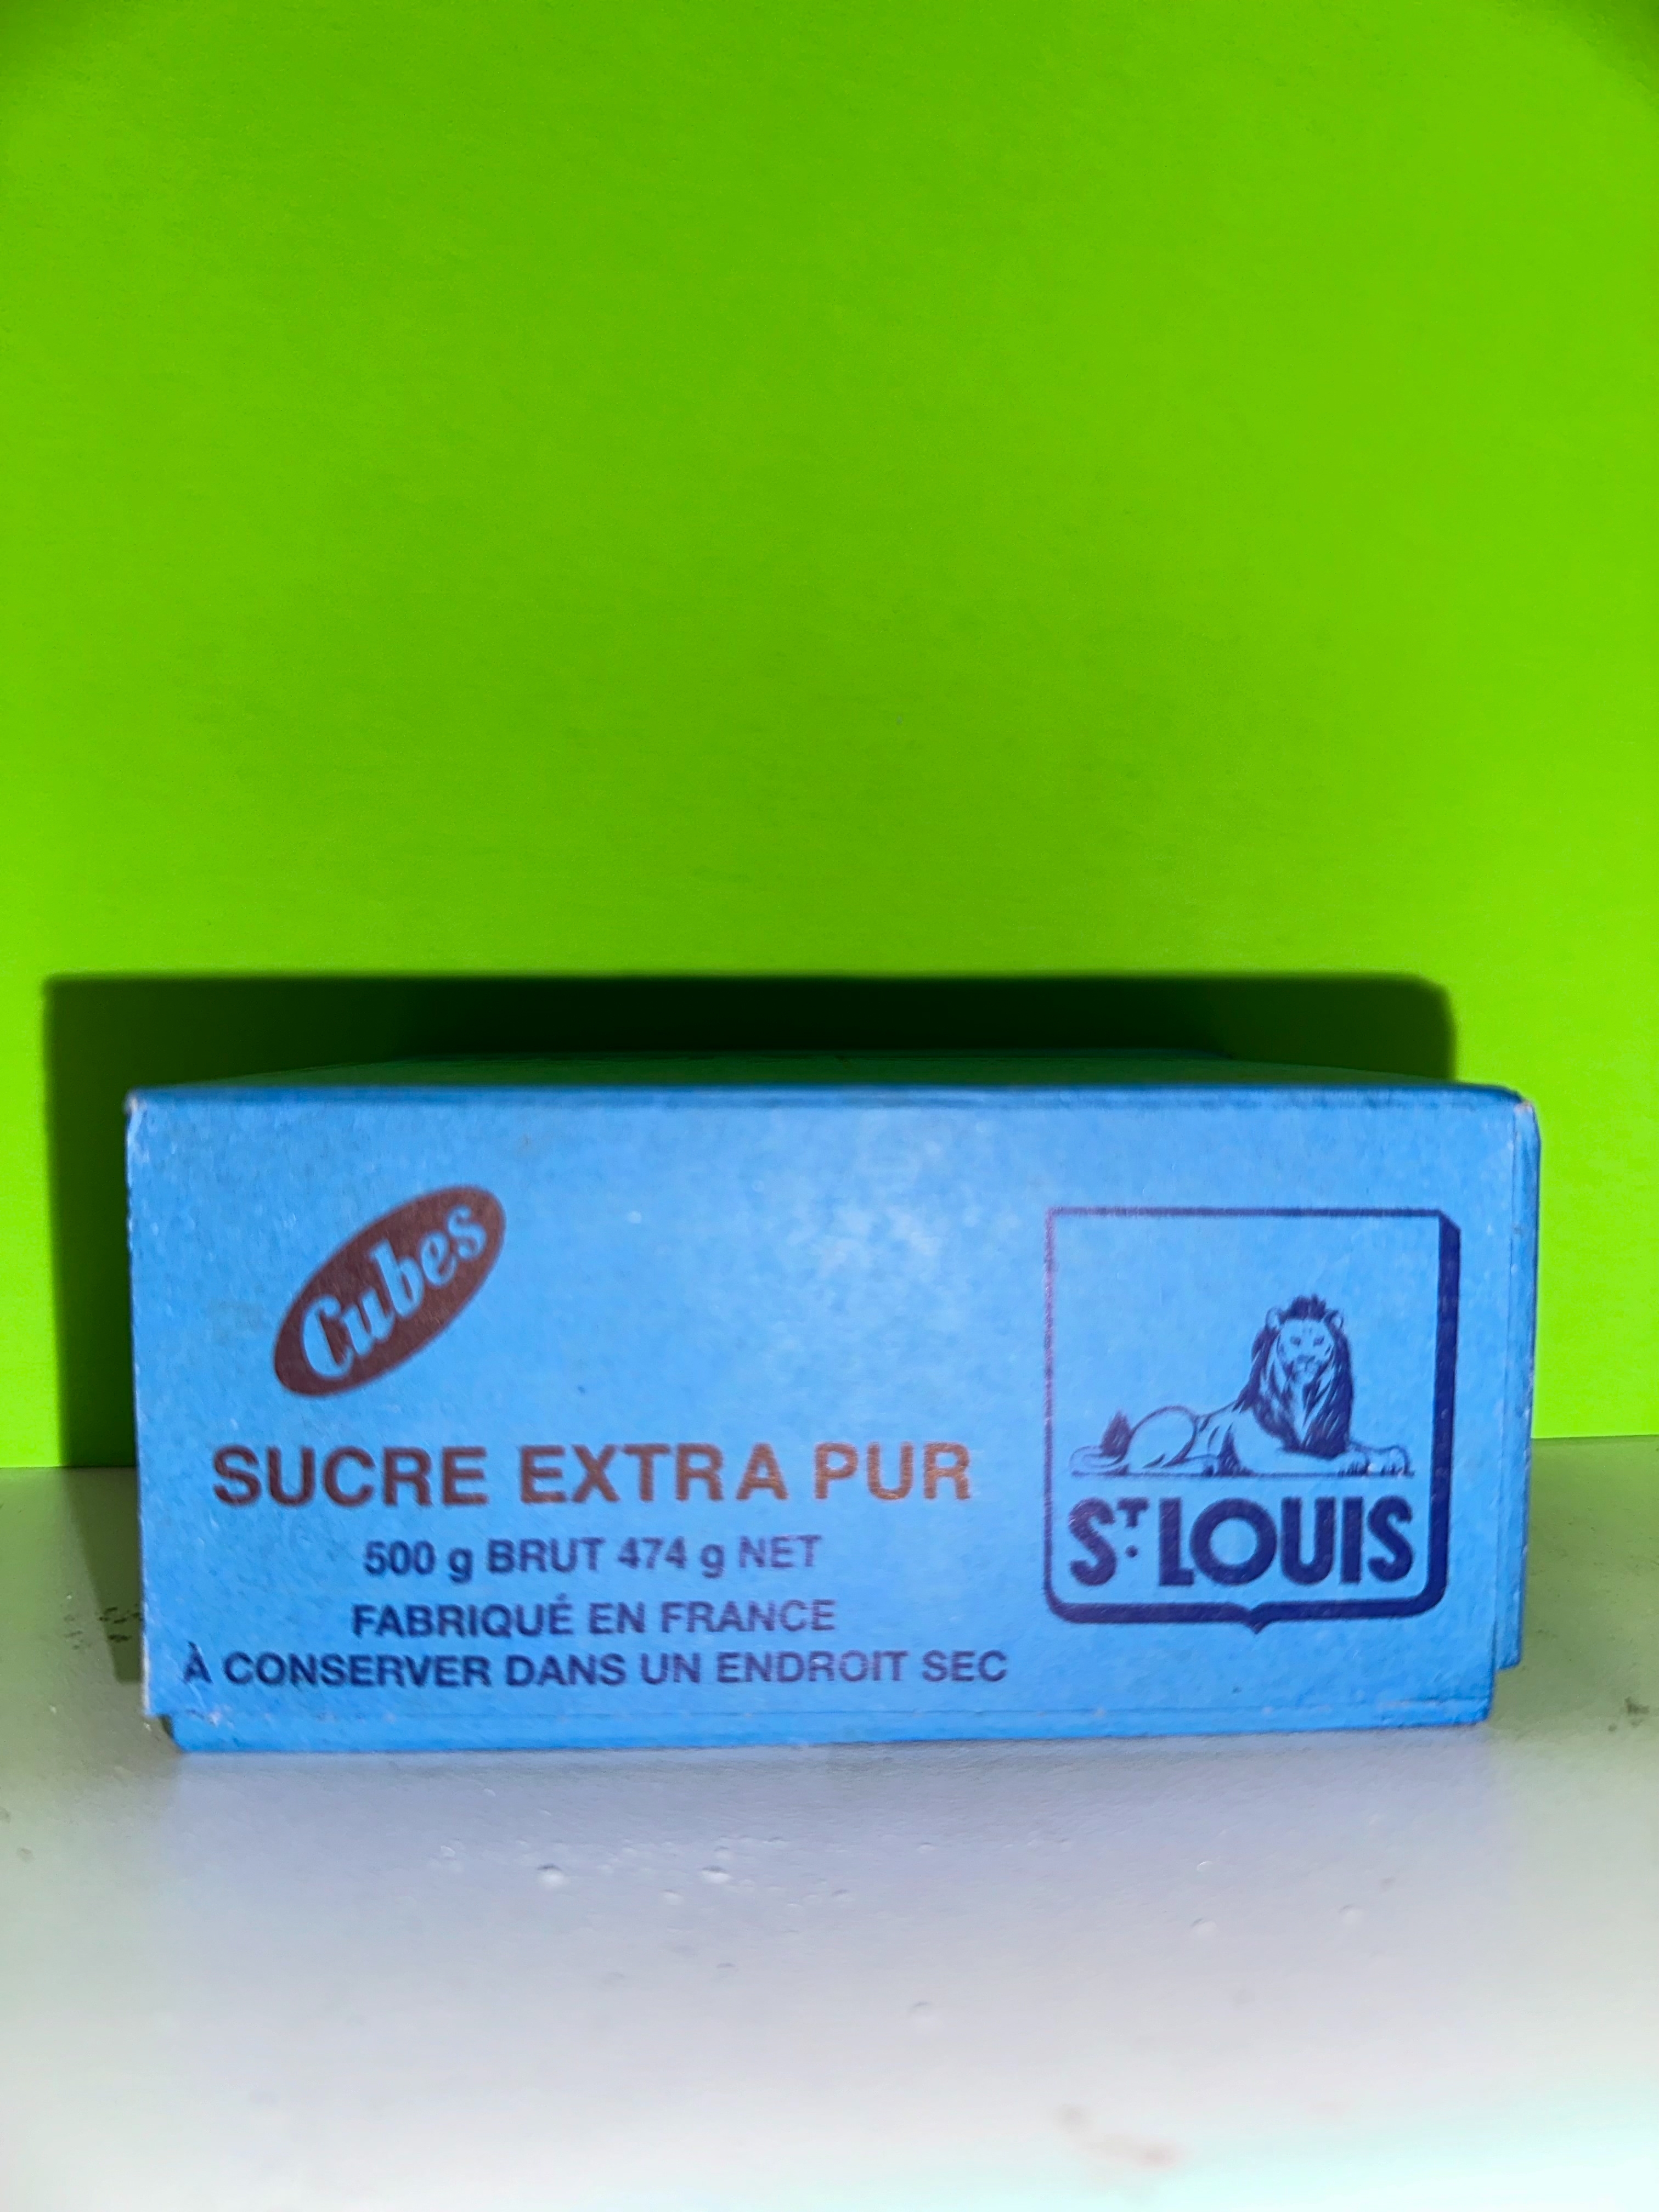 Cubes
SUCRE EXTRA PUR
500 g BRUT 474 g NET
FABRIQUÉ EN FRANCE
À CONSERVER DANS UN ENDROIT SEC
ST LOUIS